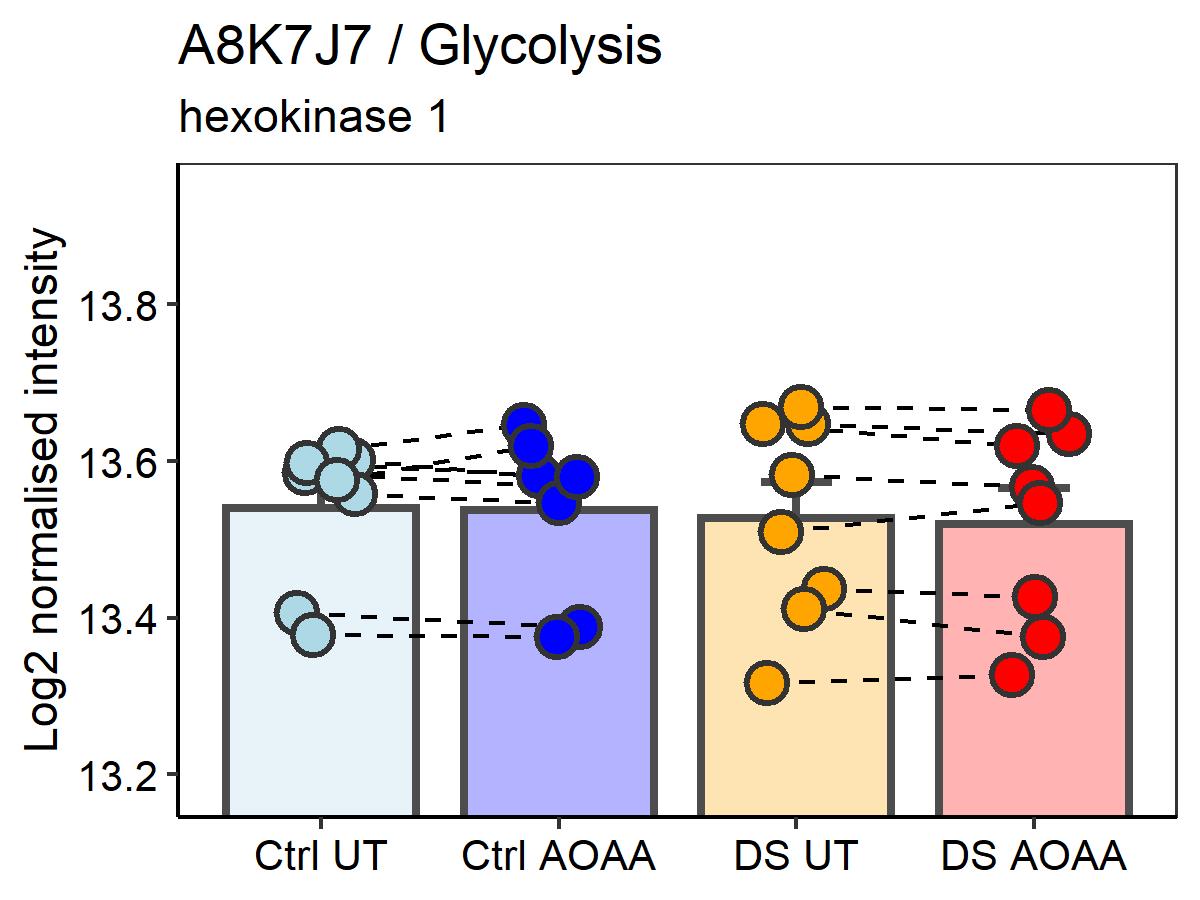 A8K7J7 / Glycolysis
hexokinase 1
Log2 normalised intensity
13.8
13.6
13.4
13.2
Ctrl UT
Ctrl AOAA
DS UT
DS AOAA